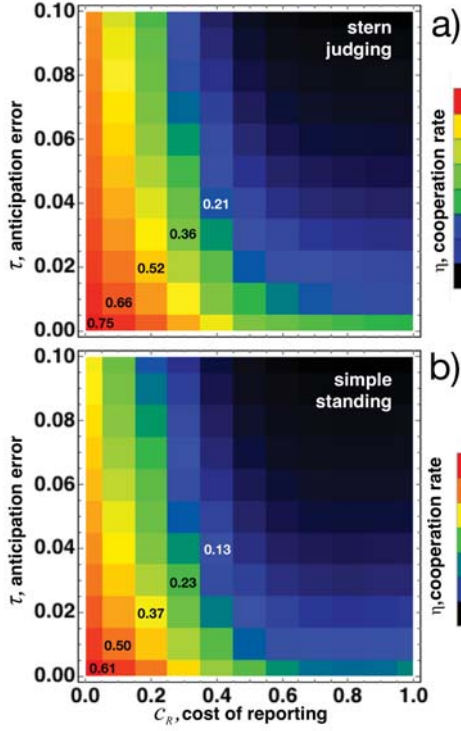 0.10
0.08
0.06
0.04
0.02
0.00
τ, anticipation error
stern
judging
a)
0.21
0.36
0.52
0.66
0.75
η, cooperation rate
0.10
0.08
0.06
0.04
0.02
0.00
τ, anticipation error
simple
standing
b)
0.13
0.23
0.37
0.50
0.61
η,cooperation rate
0.0 0.2 0.4 0.6 0.8 1.0
C_R, cost of reporting